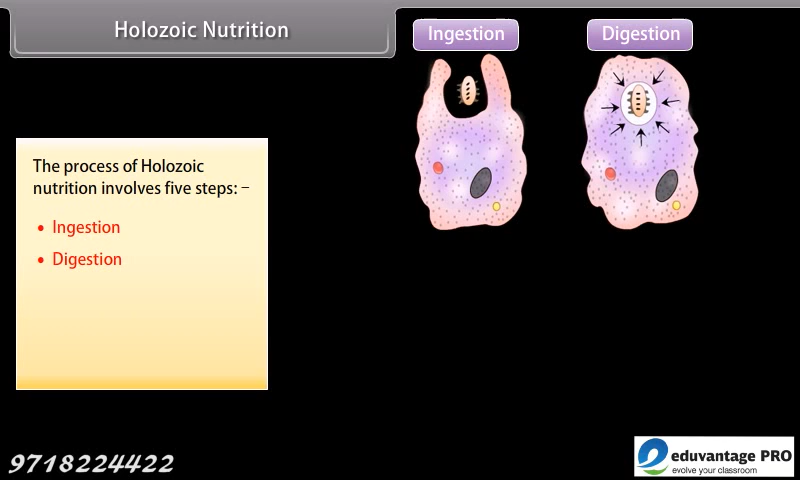 Holozoic Nutrition
Ingestion
Digestion
The process of Holozoic
nutrition involves five steps: –
• Ingestion
• Digestion
9718224422
eduvantage PRO
evolve your classroom